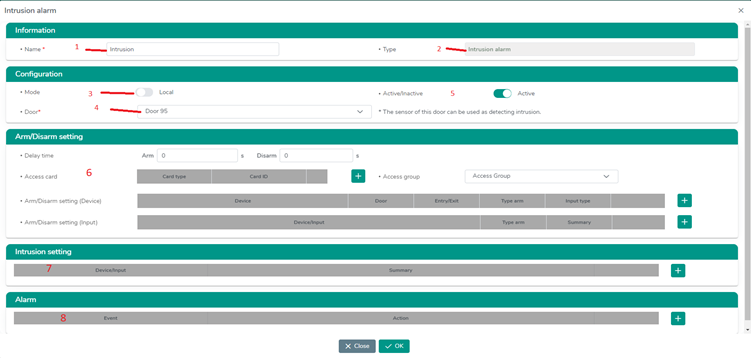 Intrusion alarm
Information
• Name * 1 Intrusion • Type 2 Intrusion alarm
Configuration
• Mode 3 Local • Active/Inactive 5 Active
• Door* 4 Door 95 * The sensor of this door can be used as detecting intrusion.
Arm/Disarm setting
• Delay time Arm 0 s Disarm 0 s
• Access card 6 Card type Card ID + • Access group Access Group
• Arm/Disarm setting (Device) Device Door Entry/Exit Type arm Input type +
• Arm/Disarm setting (Input) Device/Input Type arm Summary +
Intrusion setting
7 Device/Input Summary +
Alarm
8 Event Action +
Close OK